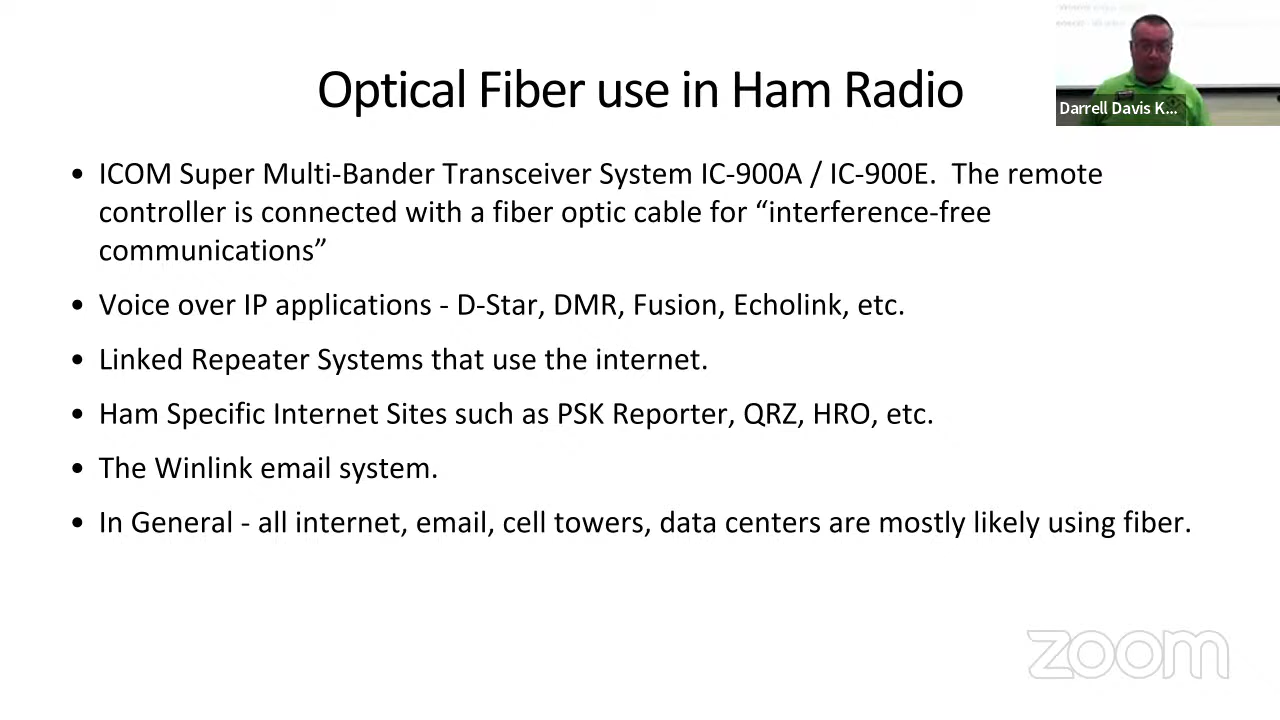 Optical Fiber use in Ham Radio
Darrell Davis K...
• ICOM Super Multi-Bander Transceiver System IC-900A / IC-900E.  The remote
controller is connected with a fiber optic cable for “interference-free
communications”
• Voice over IP applications - D-Star, DMR, Fusion, Echolink, etc.
• Linked Repeater Systems that use the internet.
• Ham Specific Internet Sites such as PSK Reporter, QRZ, HRO, etc.
• The Winlink email system.
• In General - all internet, email, cell towers, data centers are mostly likely using fiber.
zoom